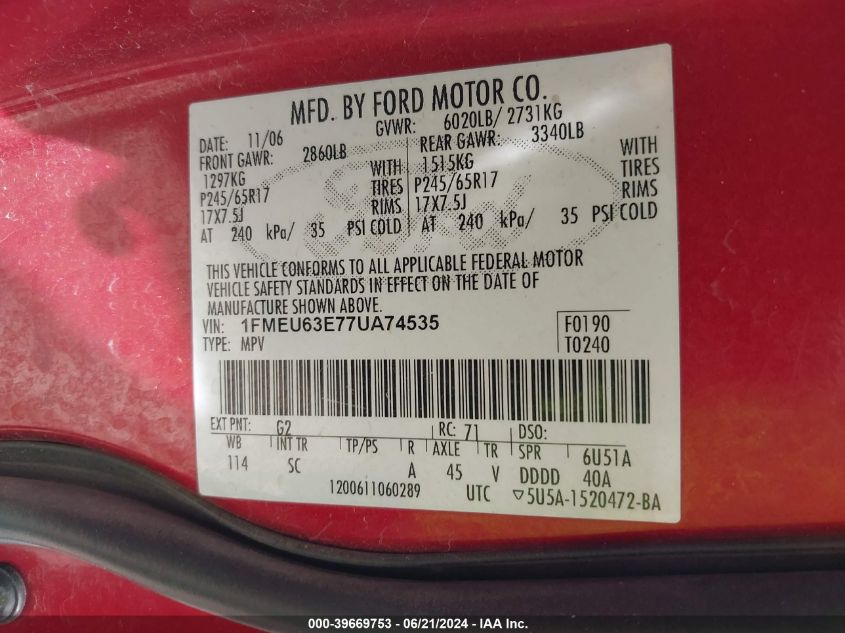 MFD. BY FORD MOTOR CO.
DATE: 11/06 GVWR: 6020LB/ 2731KG
FRONT GAWR: 2860LB REAR GAWR: 3340LB
1297KG WITH 1515KG WITH
P245/65R17 TIRES P245/65R17 TIRES
17X7.5J RIMS 17X7.5J RIMS
AT 240 kPa/ 35 PSI COLD AT 240 kPa/ 35 PSI COLD
Ford
THIS VEHICLE CONFORMS TO ALL APPLICABLE FEDERAL MOTOR
VEHICLE SAFETY STANDARDS IN EFFECT ON THE DATE OF
MANUFACTURE SHOWN ABOVE.
VIN: 1FMEU63E77UA74535 F0190
TYPE: MPV T0240
EXT PNT: G2 RC: 71 DSO:
WB INT TR TP/PS R AXLE TR SPR 6U51A
114 SC A 45 V DDDD 40A
1200611060289 UTC ▽5U5A-1520472-BA
000-39669753 - 06/21/2024 - IAA Inc.